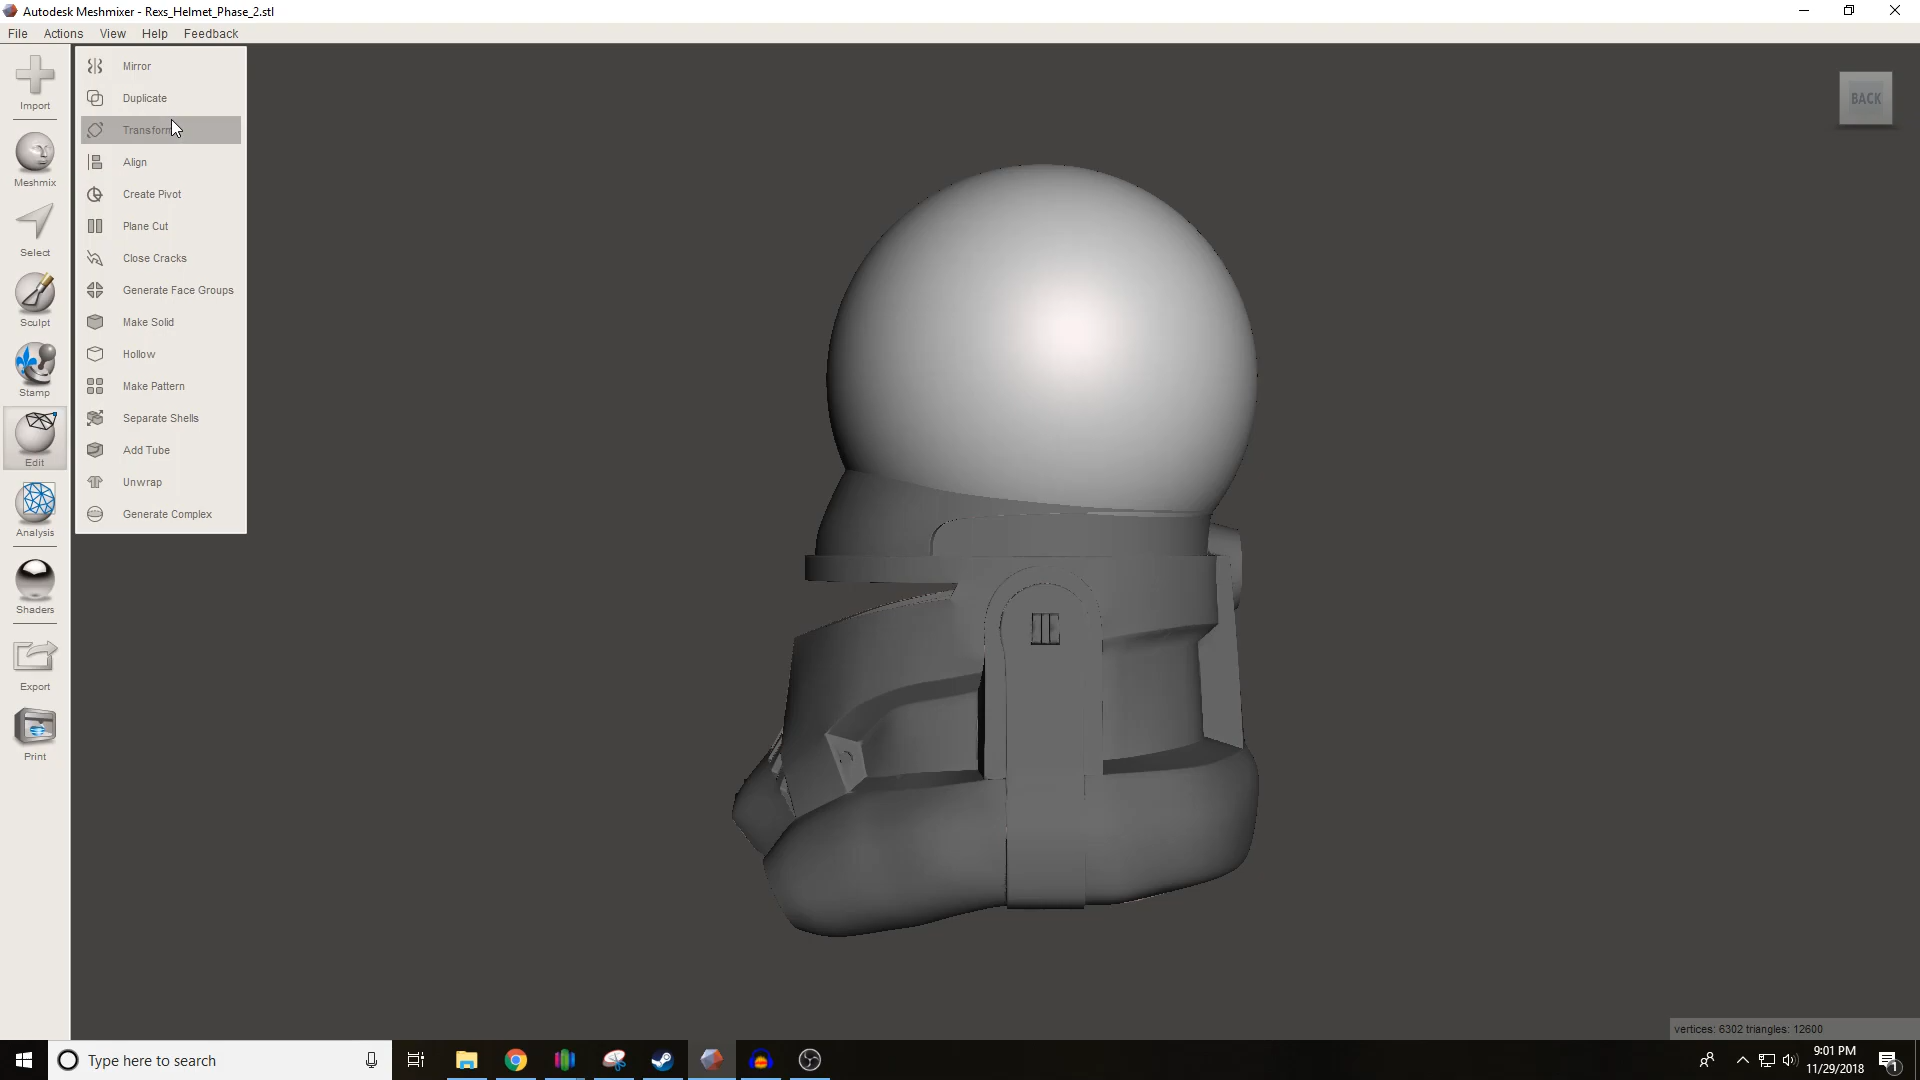 Autodesk Meshmixer - Rexs_Helmet_Phase_2.stl
File Actions View Help Feedback
Import
Meshmix
Select
Sculpt
Stamp
Edit
Analysis
Shaders
Export
Print
Mirror
Duplicate
Transform
Align
Create Pivot
Plane Cut
Close Cracks
Generate Face Groups
Make Solid
Hollow
Make Pattern
Separate Shells
Add Tube
Unwrap
Generate Complex
BACK
vertices: 6302 triangles: 12600
Type here to search
9:01 PM
11/29/2018
1